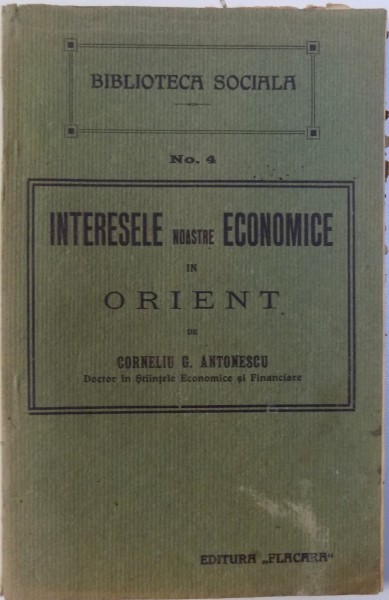 BIBLIOTECA SOCIALA
No. 4
INTERESELE NOASTRE ECONOMICE
IN
ORIENT
DE
CORNELIU G. ANTONESCU
Doctor în Științele Economice și Financiare
EDITURA „FLACARA"